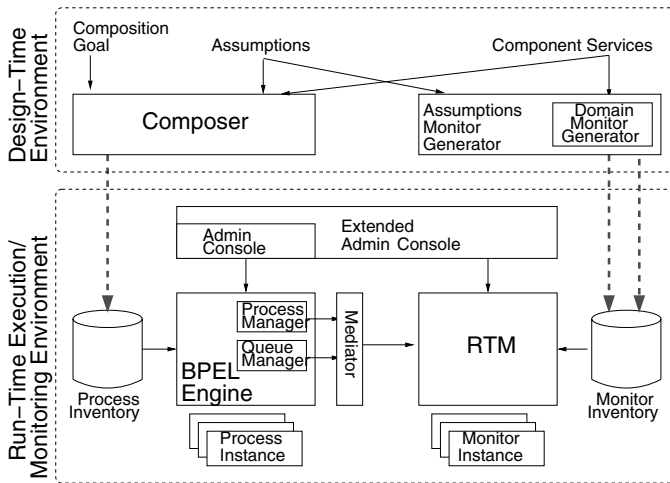 Design–Time
Environment
Composition
Goal
Assumptions
Component Services
Composer
Assumptions
Monitor
Generator
Domain
Monitor
Generator
Run–Time Execution/
Monitoring Environment
Admin
Console
Extended
Admin Console
Process
Manager
Queue
Manager
BPEL
Engine
Mediator
RTM
Process
Inventory
Monitor
Inventory
Process
Instance
Monitor
Instance